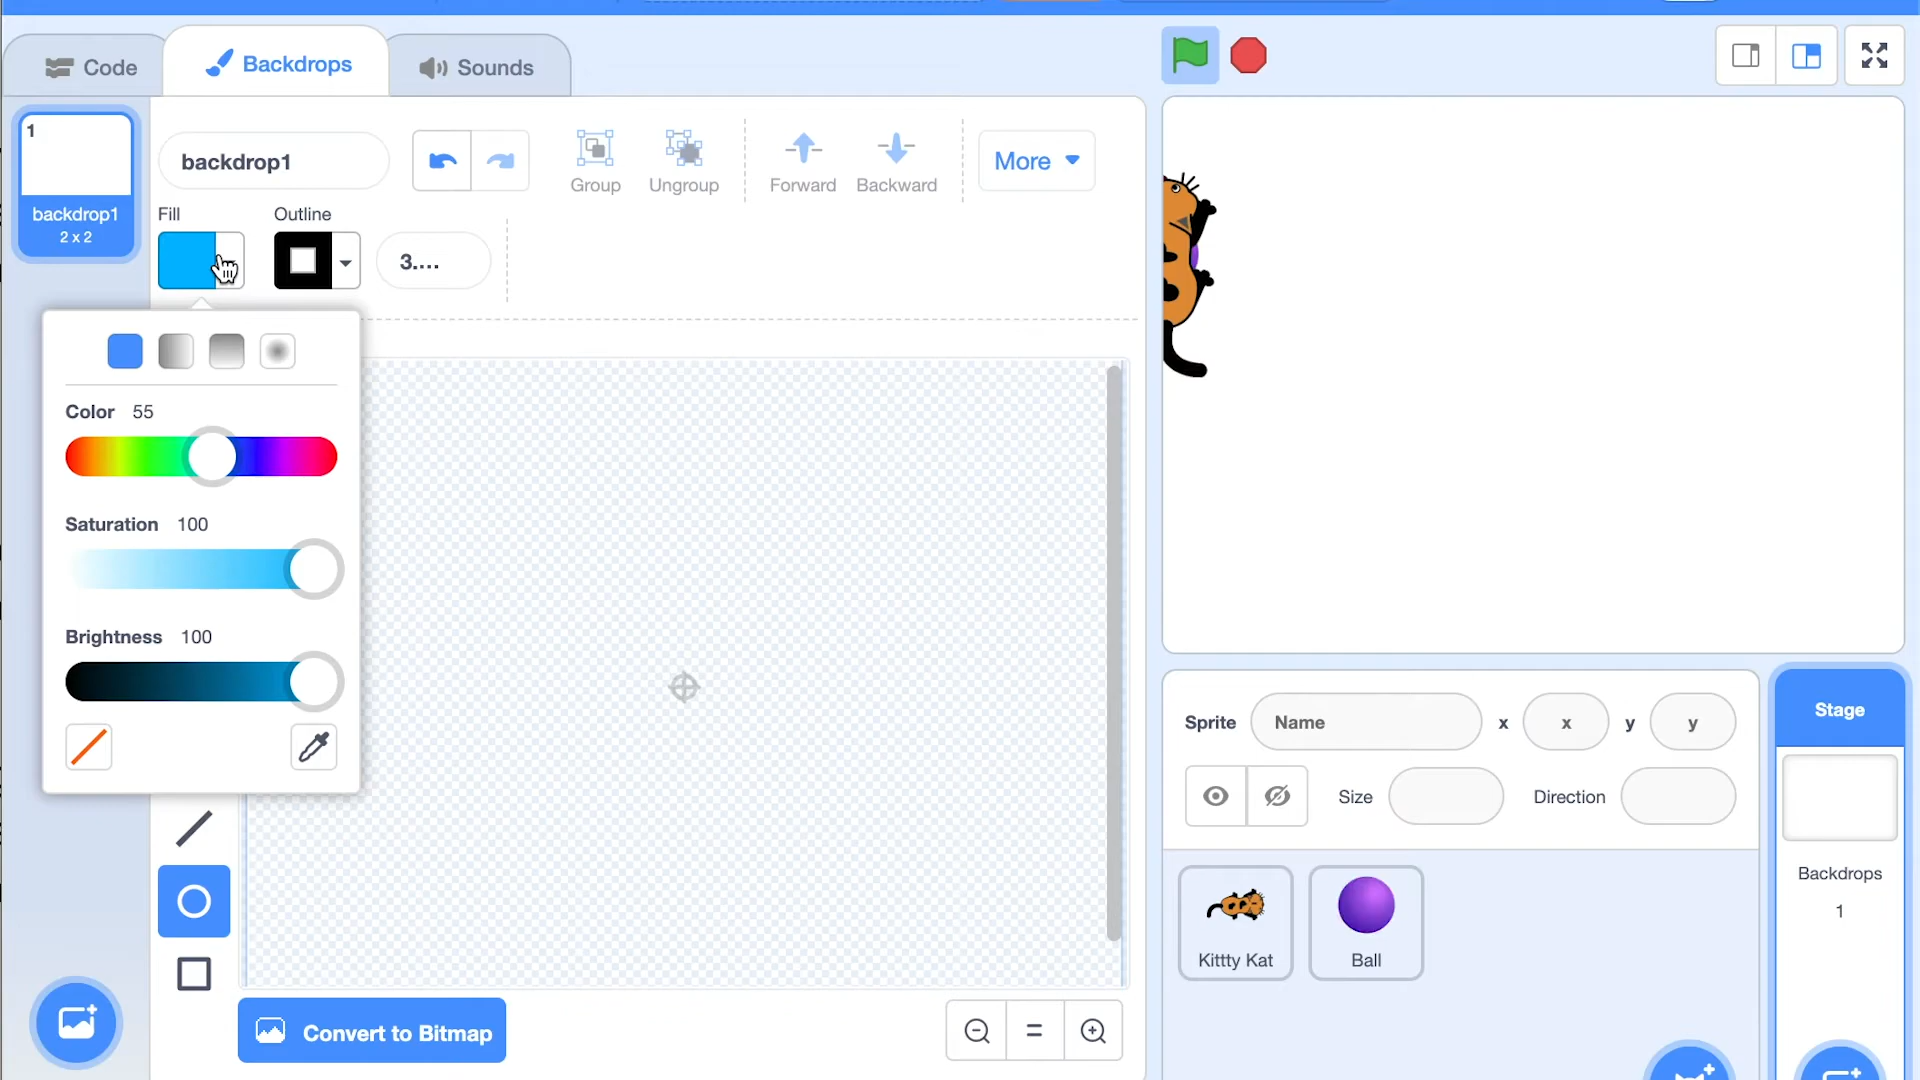 Code
Backdrops
Sounds
1
backdrop1
2 x 2
backdrop1
Group
Ungroup
Forward
Backward
More
Fill
Outline
3....
Color 55
Saturation 100
Brightness 100
Convert to Bitmap
Sprite Name x x y y
Size
Direction
Kittty Kat
Ball
Stage
Backdrops
1